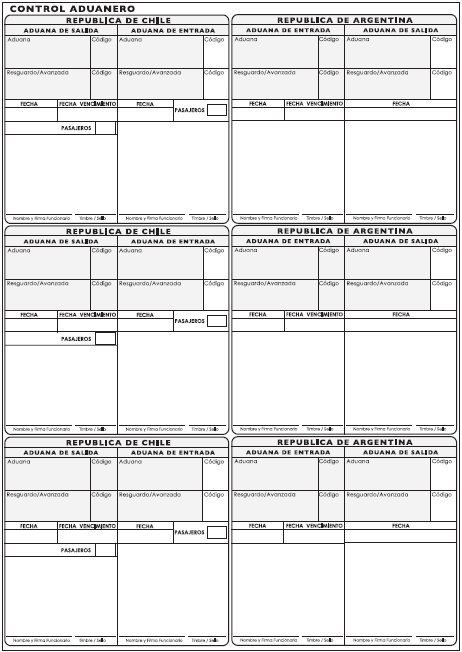 CONTROL ADUANERO
REPUBLICA DE CHILE
ADUANA DE SALIDA ADUANA DE ENTRADA
Aduana Código Aduana Código
Resguardo/Avanzada Código Resguardo/Avanzada Código
FECHA FECHA VENCIMIENTO FECHA PASAJEROS
PASAJEROS
Nombre y Firma Funcionario Timbre / Sello Nombre y Firma Funcionario Timbre / Sello
REPUBLICA DE ARGENTINA
ADUANA DE ENTRADA ADUANA DE SALIDA
Aduana Código Aduana Código
Resguardo/Avanzada Código Resguardo/Avanzada Código
FECHA FECHA VENCIMIENTO FECHA
Nombre y Firma Funcionario Timbre / Sello Nombre y Firma Funcionario Timbre / Sello
REPUBLICA DE CHILE
ADUANA DE SALIDA ADUANA DE ENTRADA
Aduana Código Aduana Código
Resguardo/Avanzada Código Resguardo/Avanzada Código
FECHA FECHA VENCIMIENTO FECHA PASAJEROS
PASAJEROS
Nombre y Firma Funcionario Timbre / Sello Nombre y Firma Funcionario Timbre / Sello
REPUBLICA DE ARGENTINA
ADUANA DE ENTRADA ADUANA DE SALIDA
Aduana Código Aduana Código
Resguardo/Avanzada Código Resguardo/Avanzada Código
FECHA FECHA VENCIMIENTO FECHA
Nombre y Firma Funcionario Timbre / Sello Nombre y Firma Funcionario Timbre / Sello
REPUBLICA DE CHILE
ADUANA DE SALIDA ADUANA DE ENTRADA
Aduana Código Aduana Código
Resguardo/Avanzada Código Resguardo/Avanzada Código
FECHA FECHA VENCIMIENTO FECHA PASAJEROS
PASAJEROS
Nombre y Firma Funcionario Timbre / Sello Nombre y Firma Funcionario Timbre / Sello
REPUBLICA DE ARGENTINA
ADUANA DE ENTRADA ADUANA DE SALIDA
Aduana Código Aduana Código
Resguardo/Avanzada Código Resguardo/Avanzada Código
FECHA FECHA VENCIMIENTO FECHA
Nombre y Firma Funcionario Timbre / Sello Nombre y Firma Funcionario Timbre / Sello